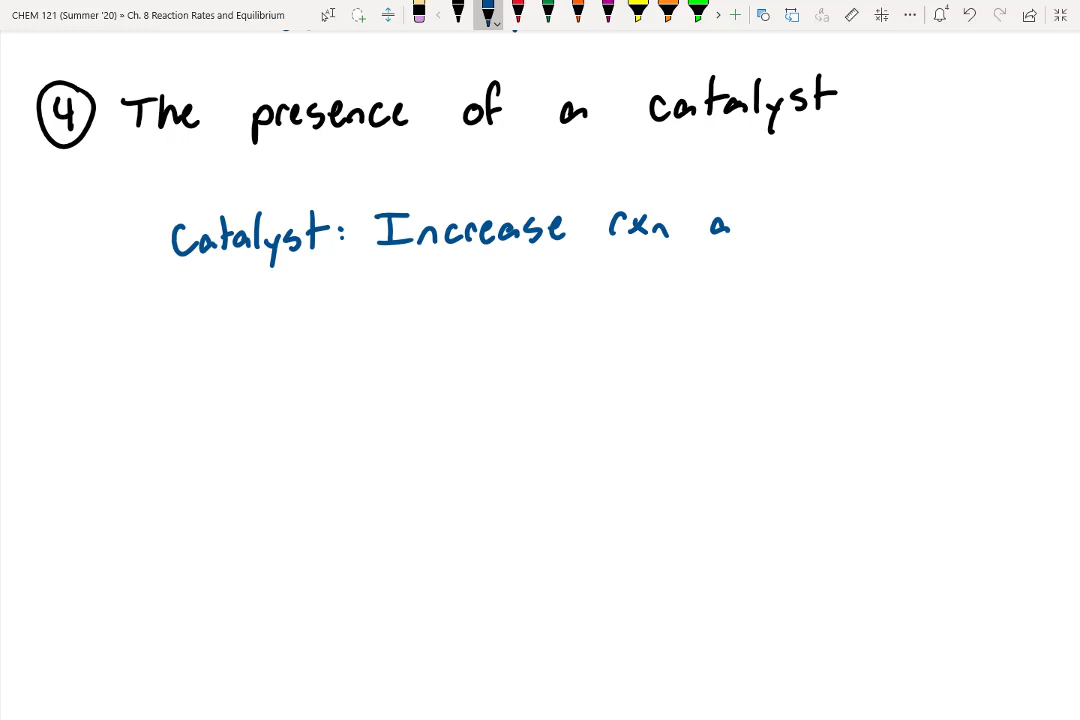 CHEM 121 (Summer '20) » Ch. 8 Reaction Rates and Equilibrium
4 The presence of a catalyst
Catalyst: Increase rxn a